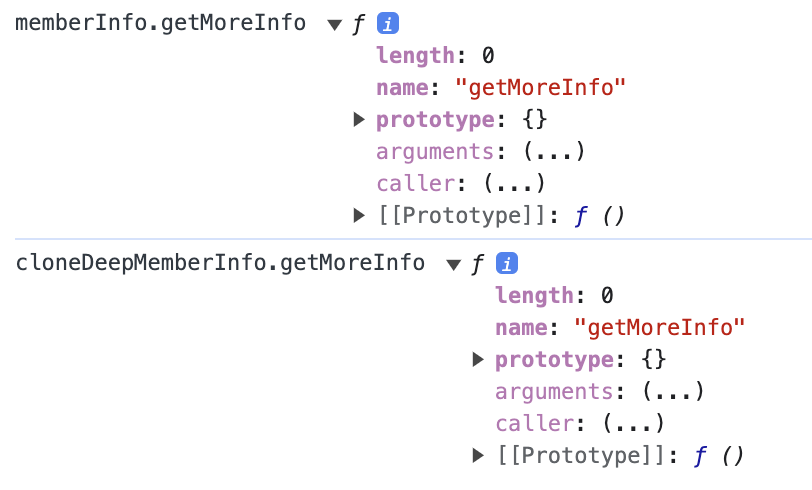 memberInfo.getMoreInfo ▼ ƒ i
length: 0
name: "getMoreInfo"
▶ prototype: {}
arguments: (...)
caller: (...)
▶ [[Prototype]]: ƒ ()
cloneDeepMemberInfo.getMoreInfo ▼ ƒ i
length: 0
name: "getMoreInfo"
▶ prototype: {}
arguments: (...)
caller: (...)
▶ [[Prototype]]: ƒ ()